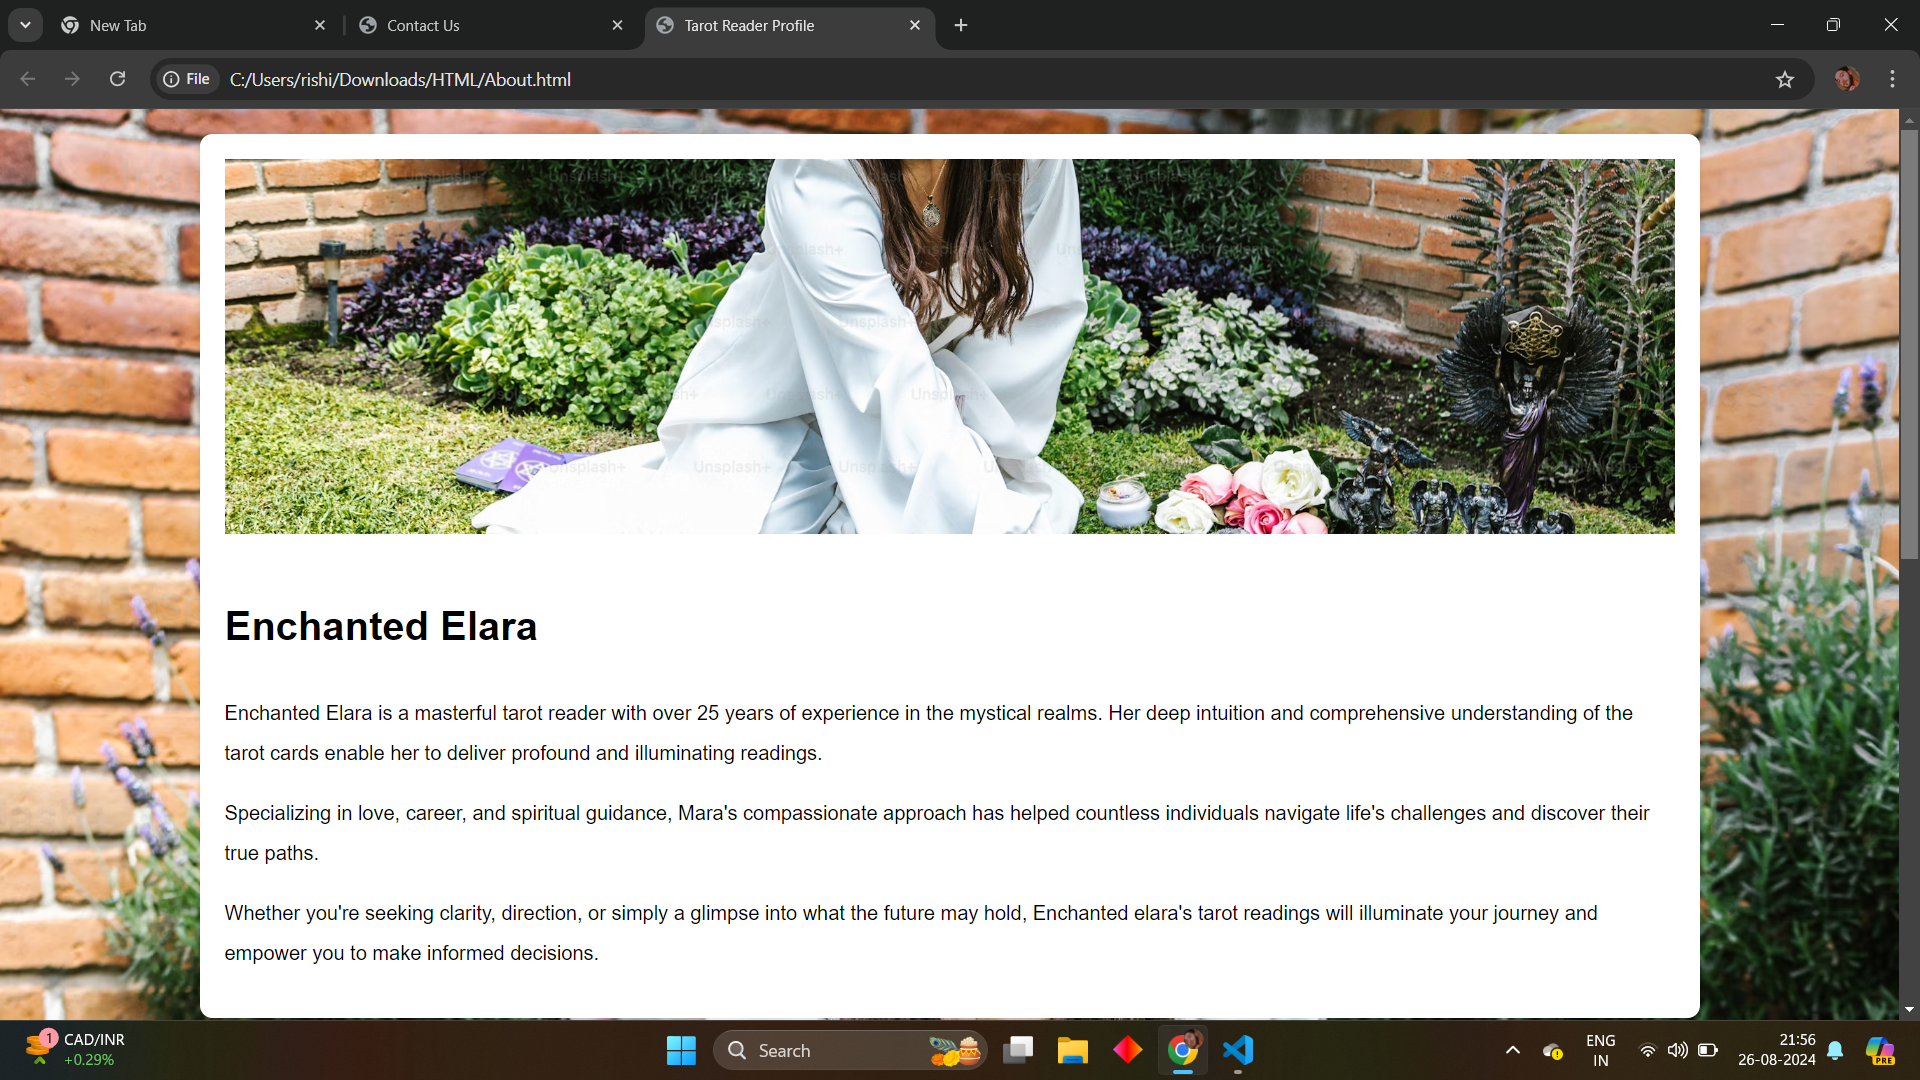 New Tab
Contact Us
Tarot Reader Profile
File
C:/Users/rishi/Downloads/HTML/About.html
Unsplash+
Enchanted Elara
Enchanted Elara is a masterful tarot reader with over 25 years of experience in the mystical realms. Her deep intuition and comprehensive understanding of the
tarot cards enable her to deliver profound and illuminating readings.
Specializing in love, career, and spiritual guidance, Mara's compassionate approach has helped countless individuals navigate life's challenges and discover their
true paths.
Whether you're seeking clarity, direction, or simply a glimpse into what the future may hold, Enchanted elara's tarot readings will illuminate your journey and
empower you to make informed decisions.
1
CAD/INR
+0.29%
Search
ENG
IN
21:56
26-08-2024
PRE